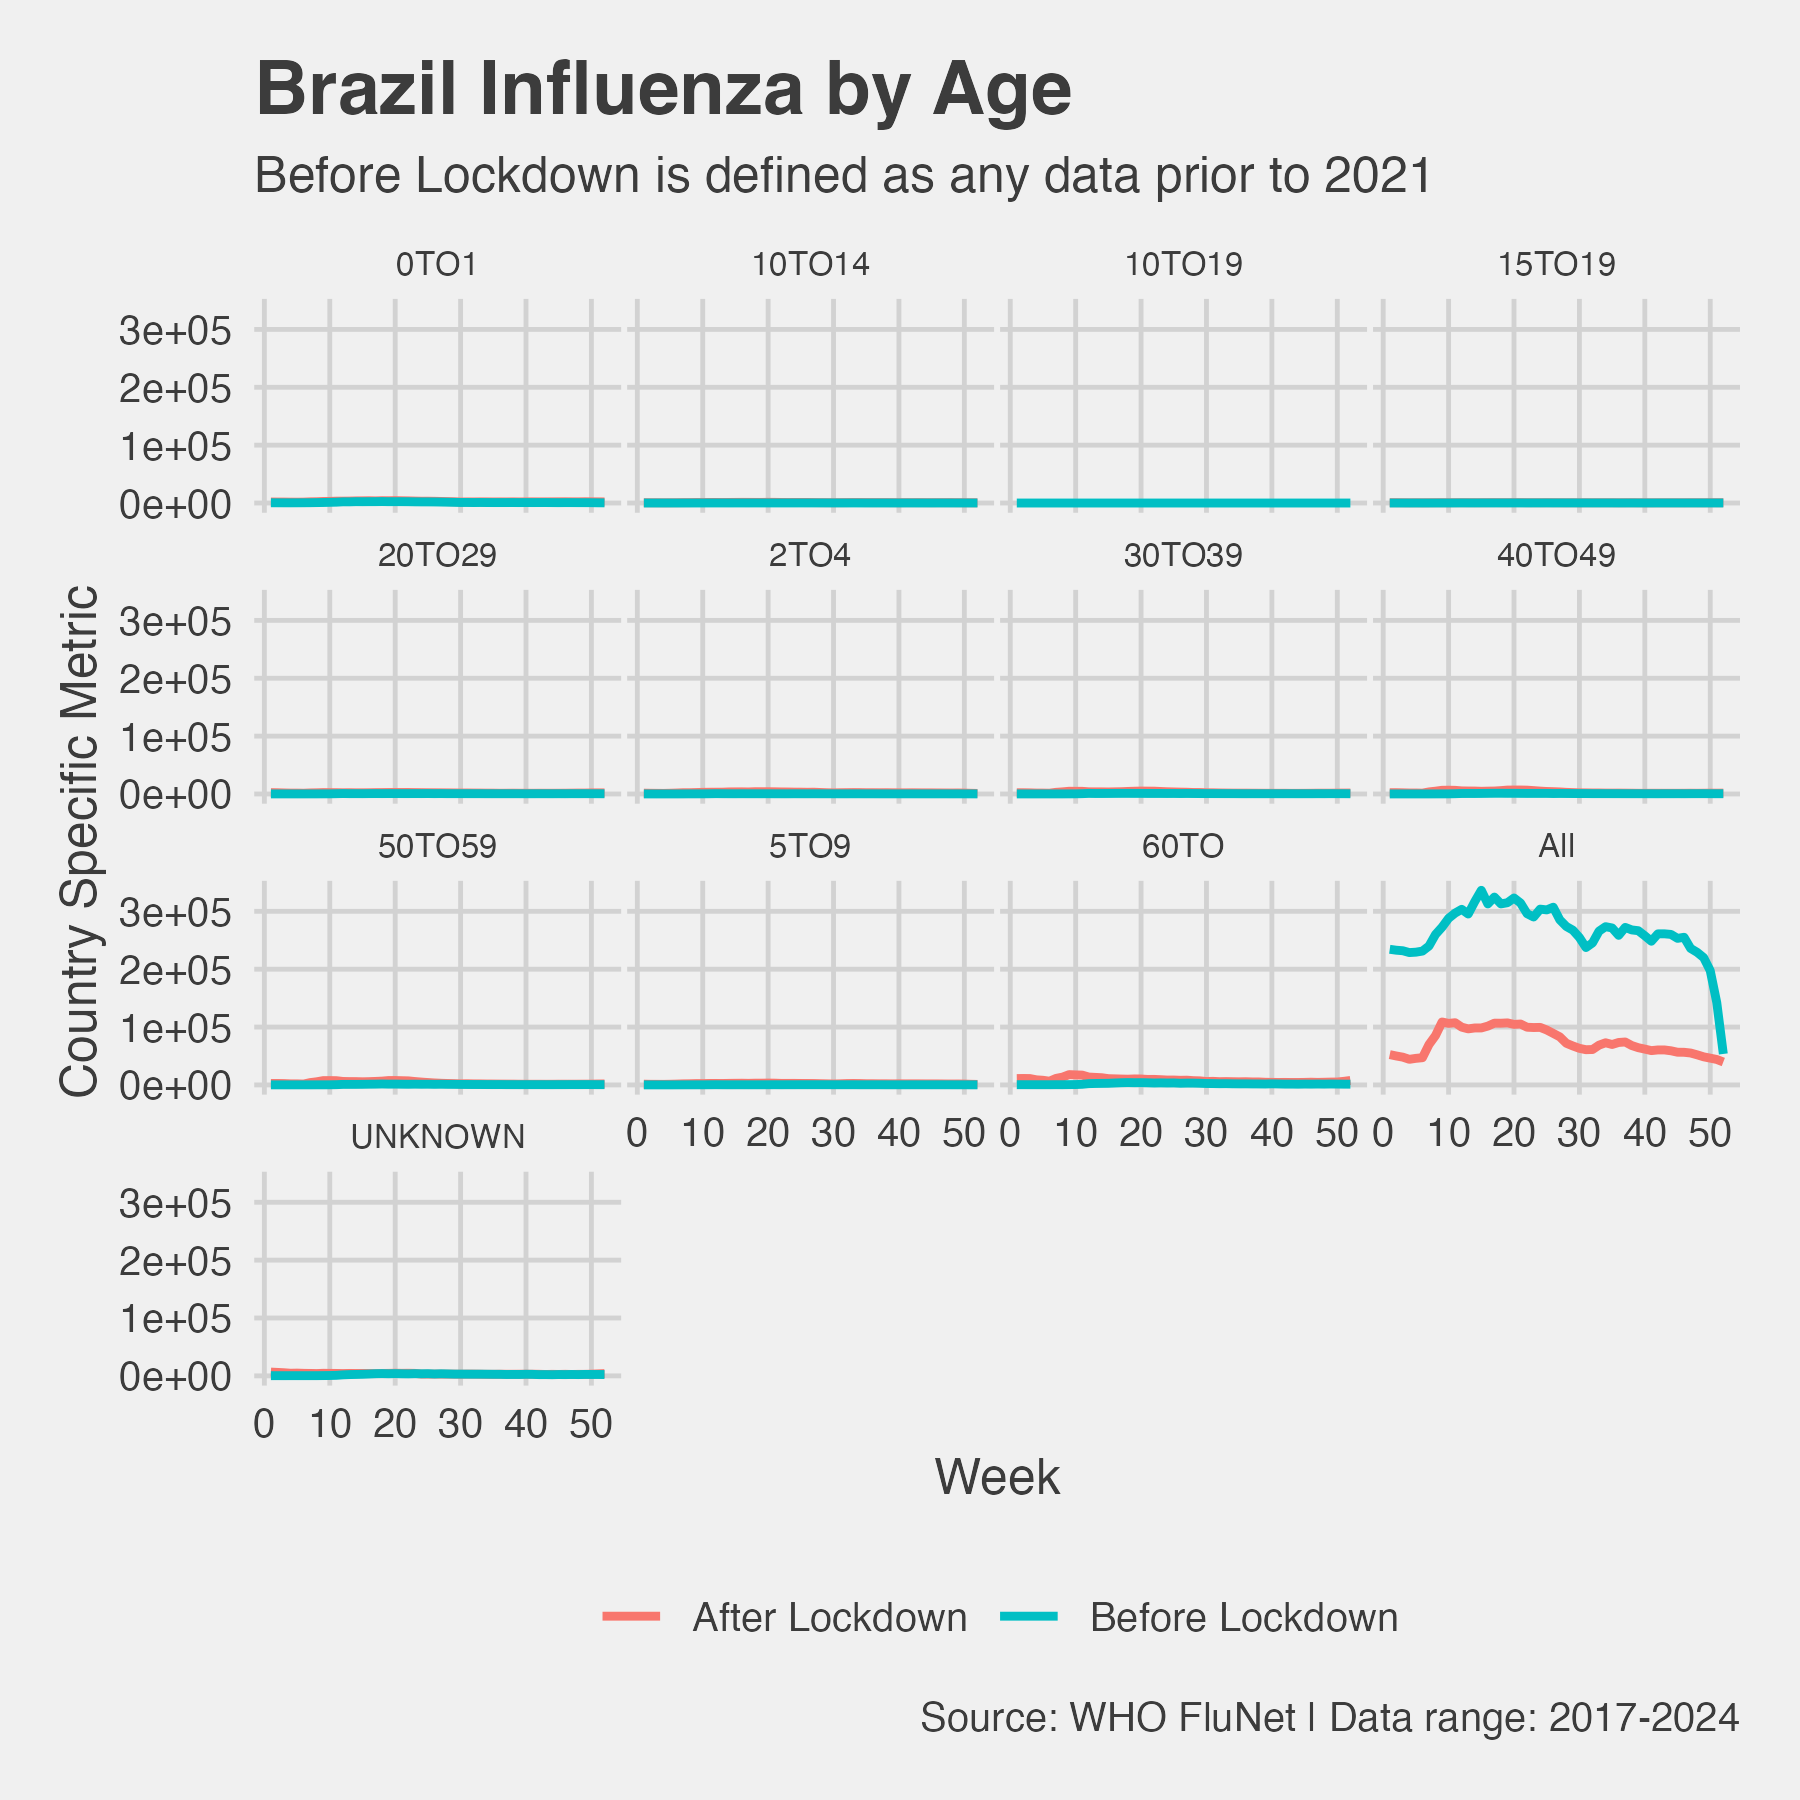 Brazil Influenza by Age
Before Lockdown is defined as any data prior to 2021
0TO1 10TO14 10TO19 15TO19
3e+05
2e+05
1e+05
0e+00
20TO29 2TO4 30TO39 40TO49
3e+05
2e+05
1e+05
0e+00
Country Specific Metric
50TO59 5TO9 60TO All
3e+05
2e+05
1e+05
0e+00
0 10 20 30 40 50 0 10 20 30 40 50 0 10 20 30 40 50
UNKNOWN
3e+05
2e+05
1e+05
0e+00
0 10 20 30 40 50
Week
After Lockdown Before Lockdown
Source: WHO FluNet | Data range: 2017-2024